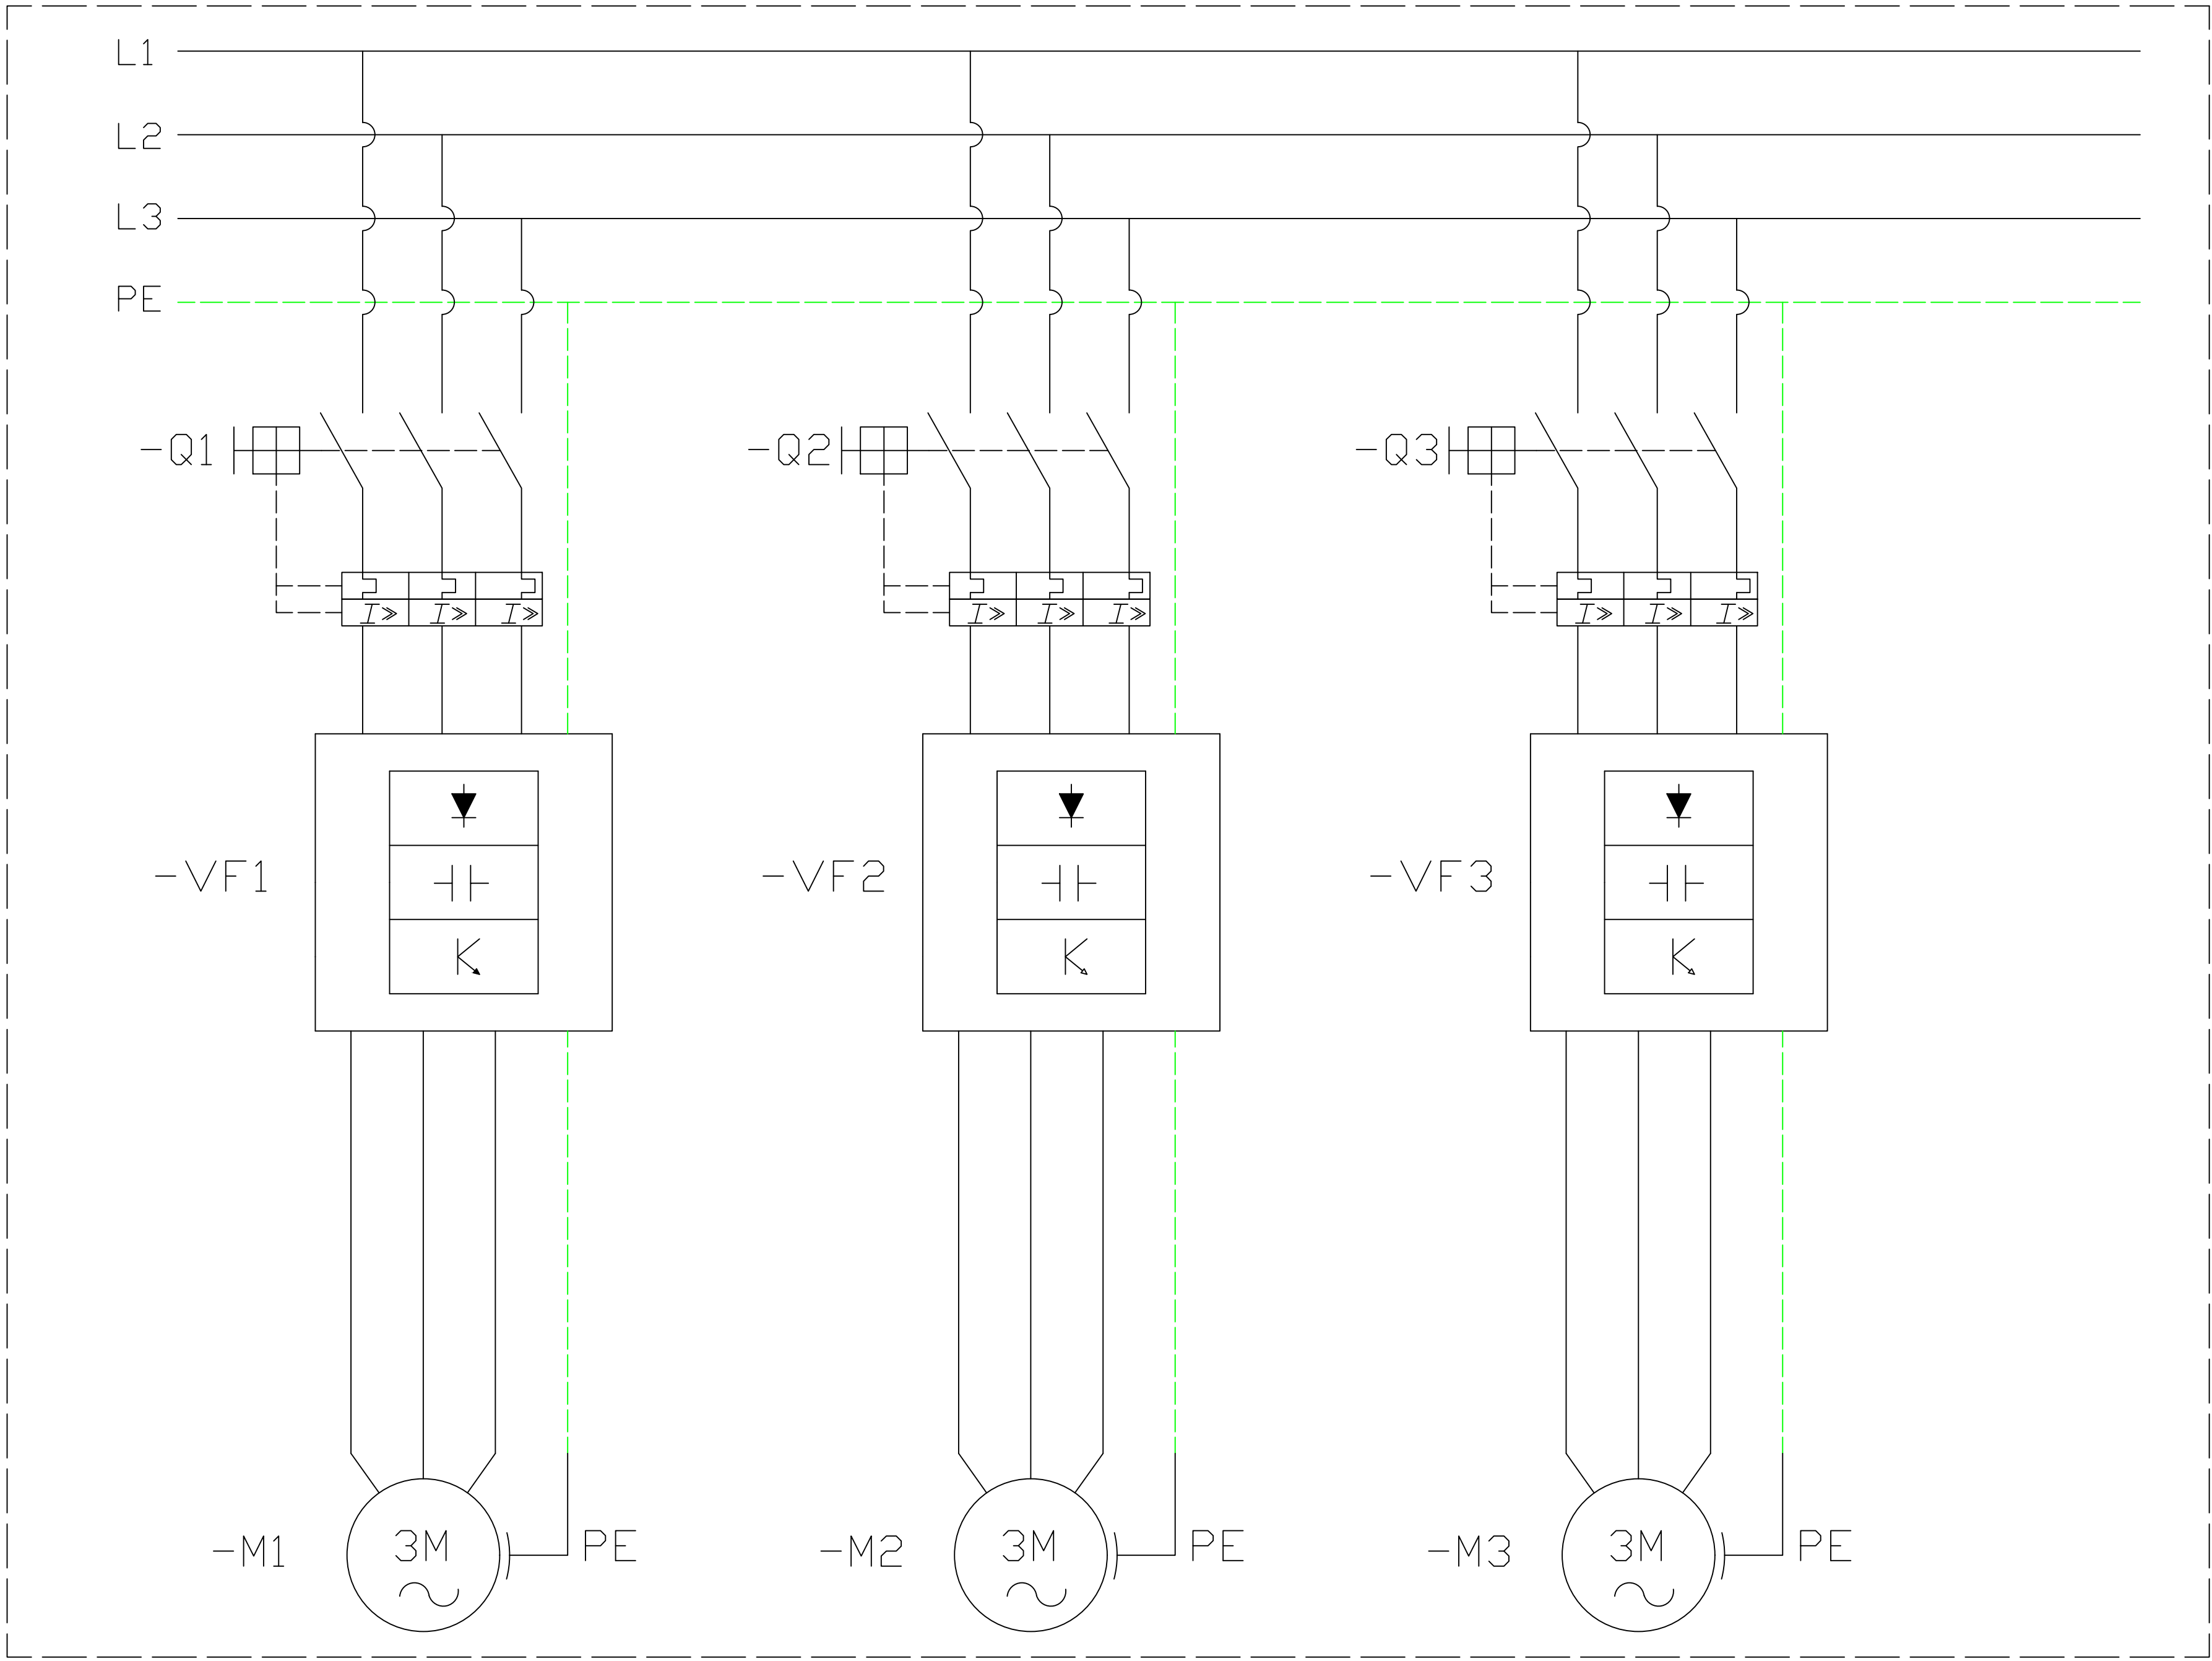 L1
L2
L3
PE
-Q1 -Q2 -Q3
I≫ I≫ I≫ I≫ I≫ I≫ I≫ I≫ I≫
-VF1 -VF2 -VF3
-M1 3M PE -M2 3M PE -M3 3M PE